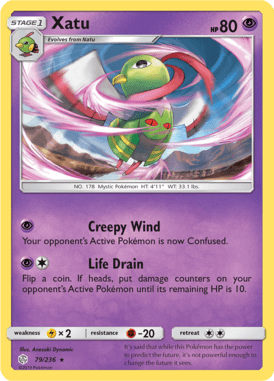 STAGE 1 Xatu HP 80
Evolves from Natu
NO. 178 Mystic Pokémon HT: 4'11" WT: 33.1 lbs.
Creepy Wind
Your opponent's Active Pokémon is now Confused.
Life Drain
Flip a coin. If heads, put damage counters on your
opponent's Active Pokémon until its remaining HP is 10.
weakness ×2 resistance -20 retreat
Illus. Anesaki Dynamic
79/236 ★
©2019 Pokémon
It's said that while this Pokémon has the power
to predict the future, it's not powerful enough to
change the future it sees.